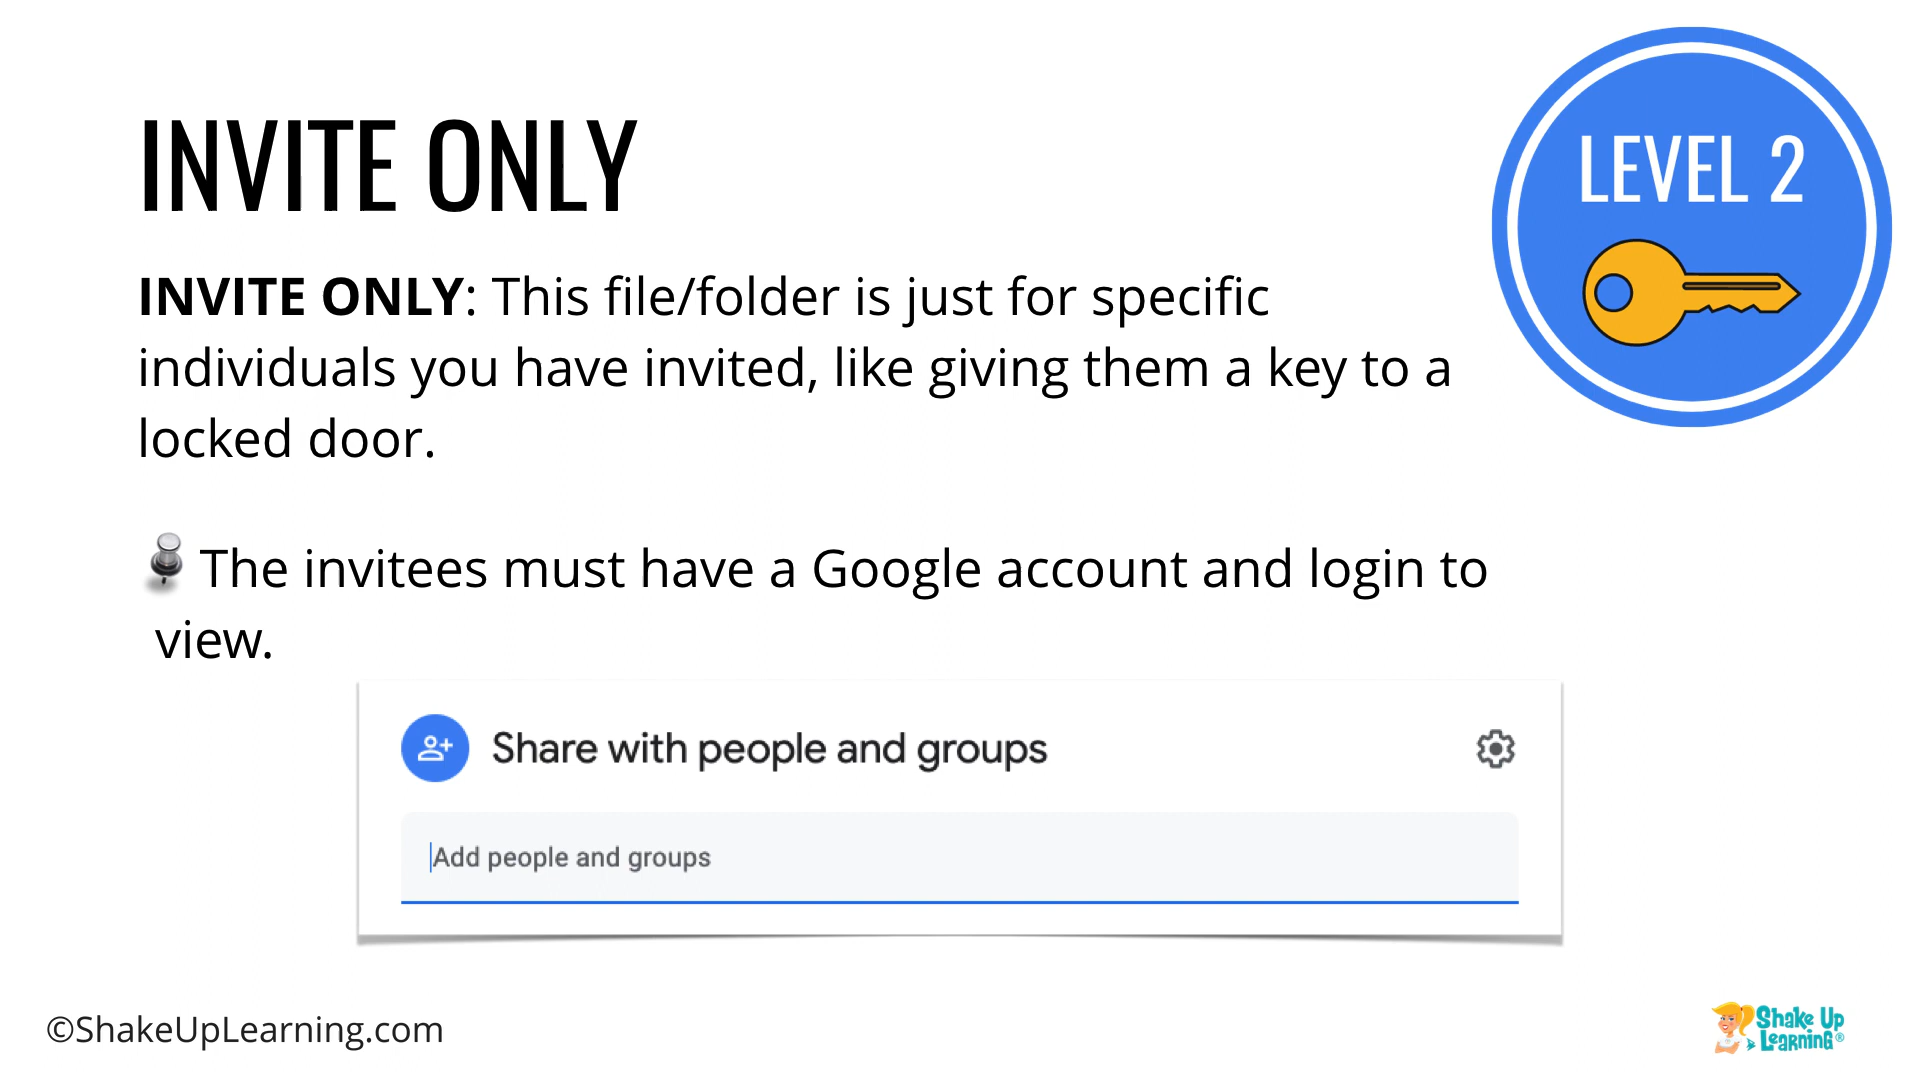 INVITE ONLY
LEVEL 2
INVITE ONLY: This file/folder is just for specific
individuals you have invited, like giving them a key to a
locked door.
The invitees must have a Google account and login to
view.
Share with people and groups
Add people and groups
©ShakeUpLearning.com
Shake Up
Learning®